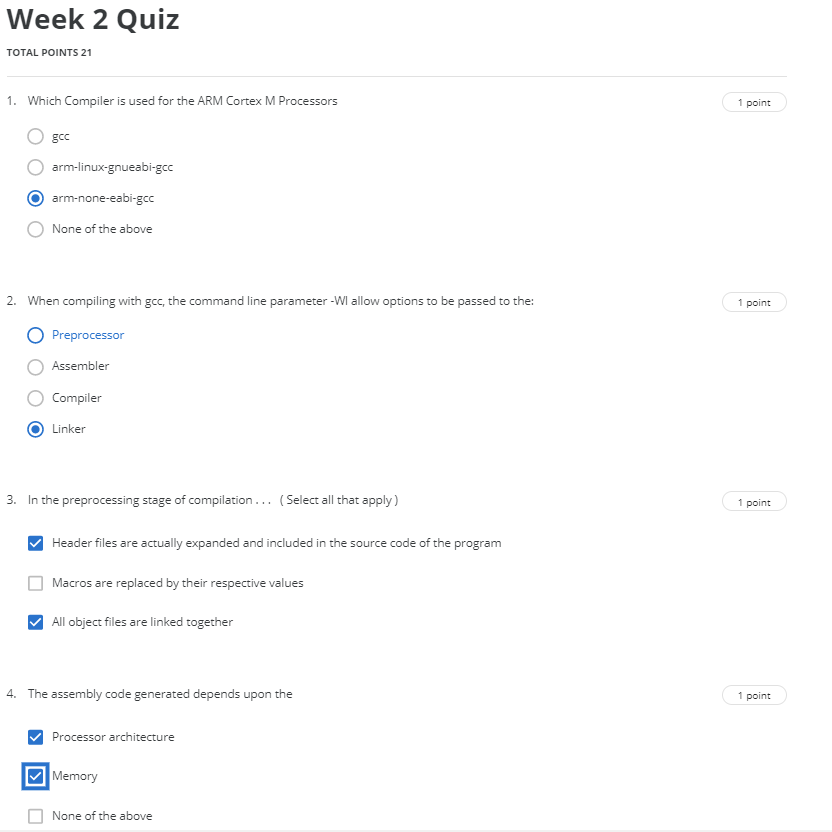 Week 2 Quiz
TOTAL POINTS 21
1. Which Compiler is used for the ARM Cortex M Processors
1 point
gcc
arm-linux-gnueabi-gcc
arm-none-eabi-gcc
None of the above
2. When compiling with gcc, the command line parameter -Wl allow options to be passed to the:
1 point
Preprocessor
Assembler
Compiler
Linker
3. In the preprocessing stage of compilation . . . ( Select all that apply )
1 point
Header files are actually expanded and included in the source code of the program
Macros are replaced by their respective values
All object files are linked together
4. The assembly code generated depends upon the
1 point
Processor architecture
Memory
None of the above